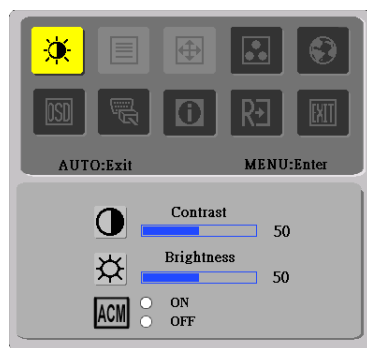 OSD
i
R
EXIT
AUTO:Exit MENU:Enter
Contrast
50
Brightness
50
ACM ON
OFF